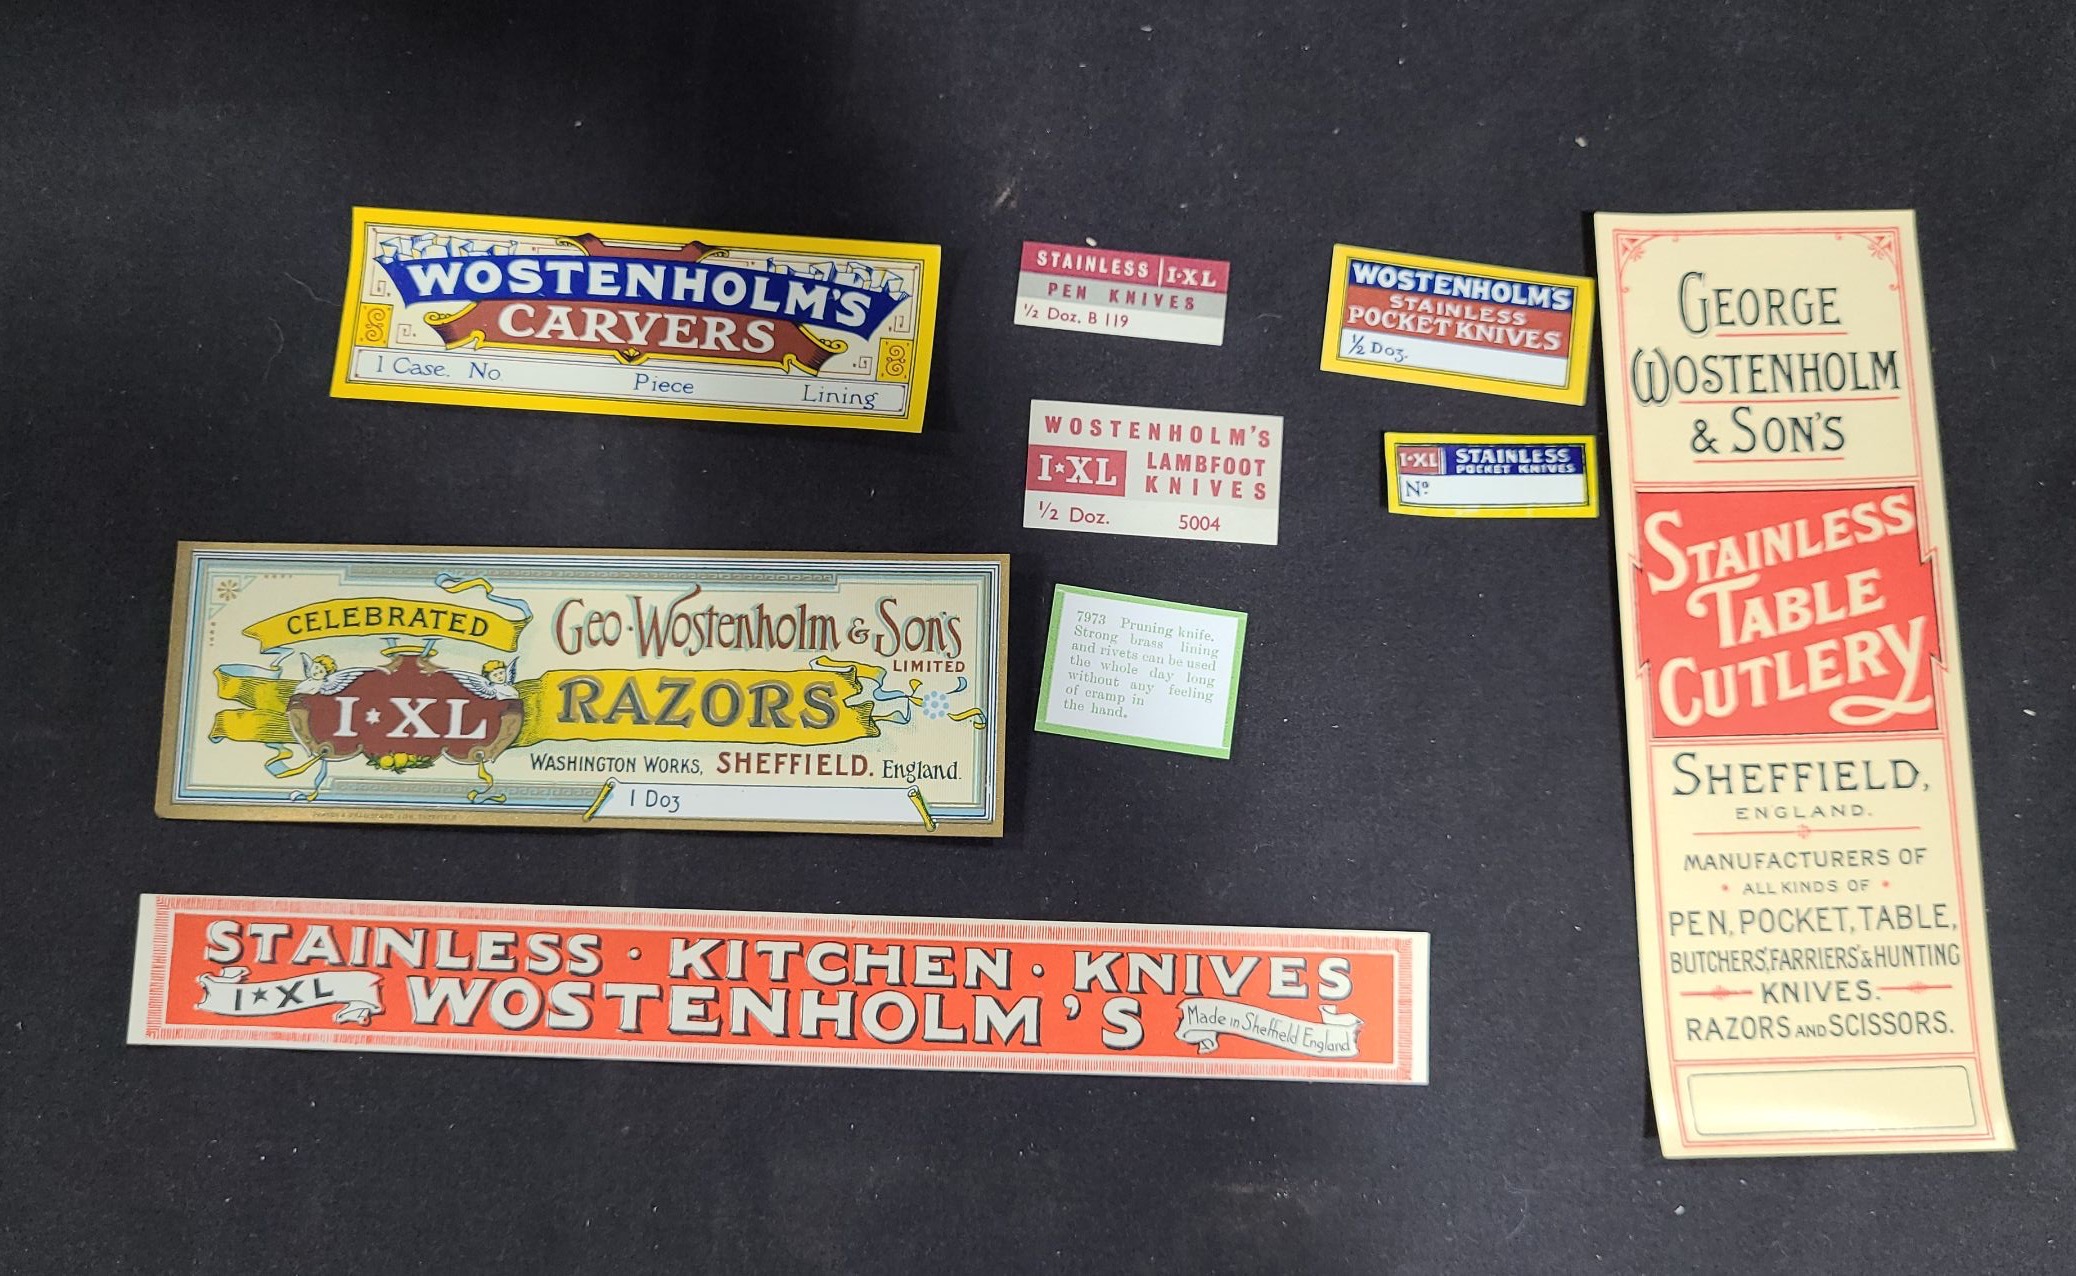 WOSTENHOLM'S
CARVERS
1 Case. No Piece Lining
STAINLESS I·XL
PEN KNIVES
1/2 Doz. B 119
WOSTENHOLM'S
STAINLESS
POCKET KNIVES
1/2 Doz.
WOSTENHOLM'S
I★XL LAMBFOOT
KNIVES
1/2 Doz. 5004
I·XL STAINLESS
POCKET KNIVES
Nº
CELEBRATED
I★XL
Geo. Wostenholm & Son's
LIMITED
RAZORS
WASHINGTON WORKS, SHEFFIELD. England.
1 Doz
7973 Pruning knife.
Strong brass lining
and rivets can be used
the whole day long
without any feeling
of cramp in
the hand.
STAINLESS · KITCHEN · KNIVES
I★XL WOSTENHOLM'S Made in Sheffield England
GEORGE
WOSTENHOLM
& SON'S
STAINLESS
TABLE
CUTLERY
SHEFFIELD,
ENGLAND.
MANUFACTURERS OF
• ALL KINDS OF •
PEN, POCKET, TABLE,
BUTCHERS', FARRIERS' & HUNTING
KNIVES.
RAZORS AND SCISSORS.